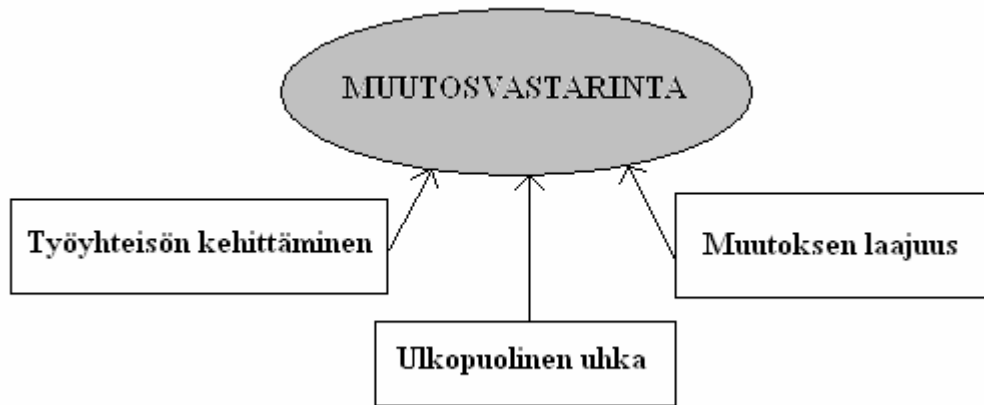 MUUTOSVASTARINTA
Työyhteisön kehittäminen
Muutoksen laajuus
Ulkopuolinen uhka